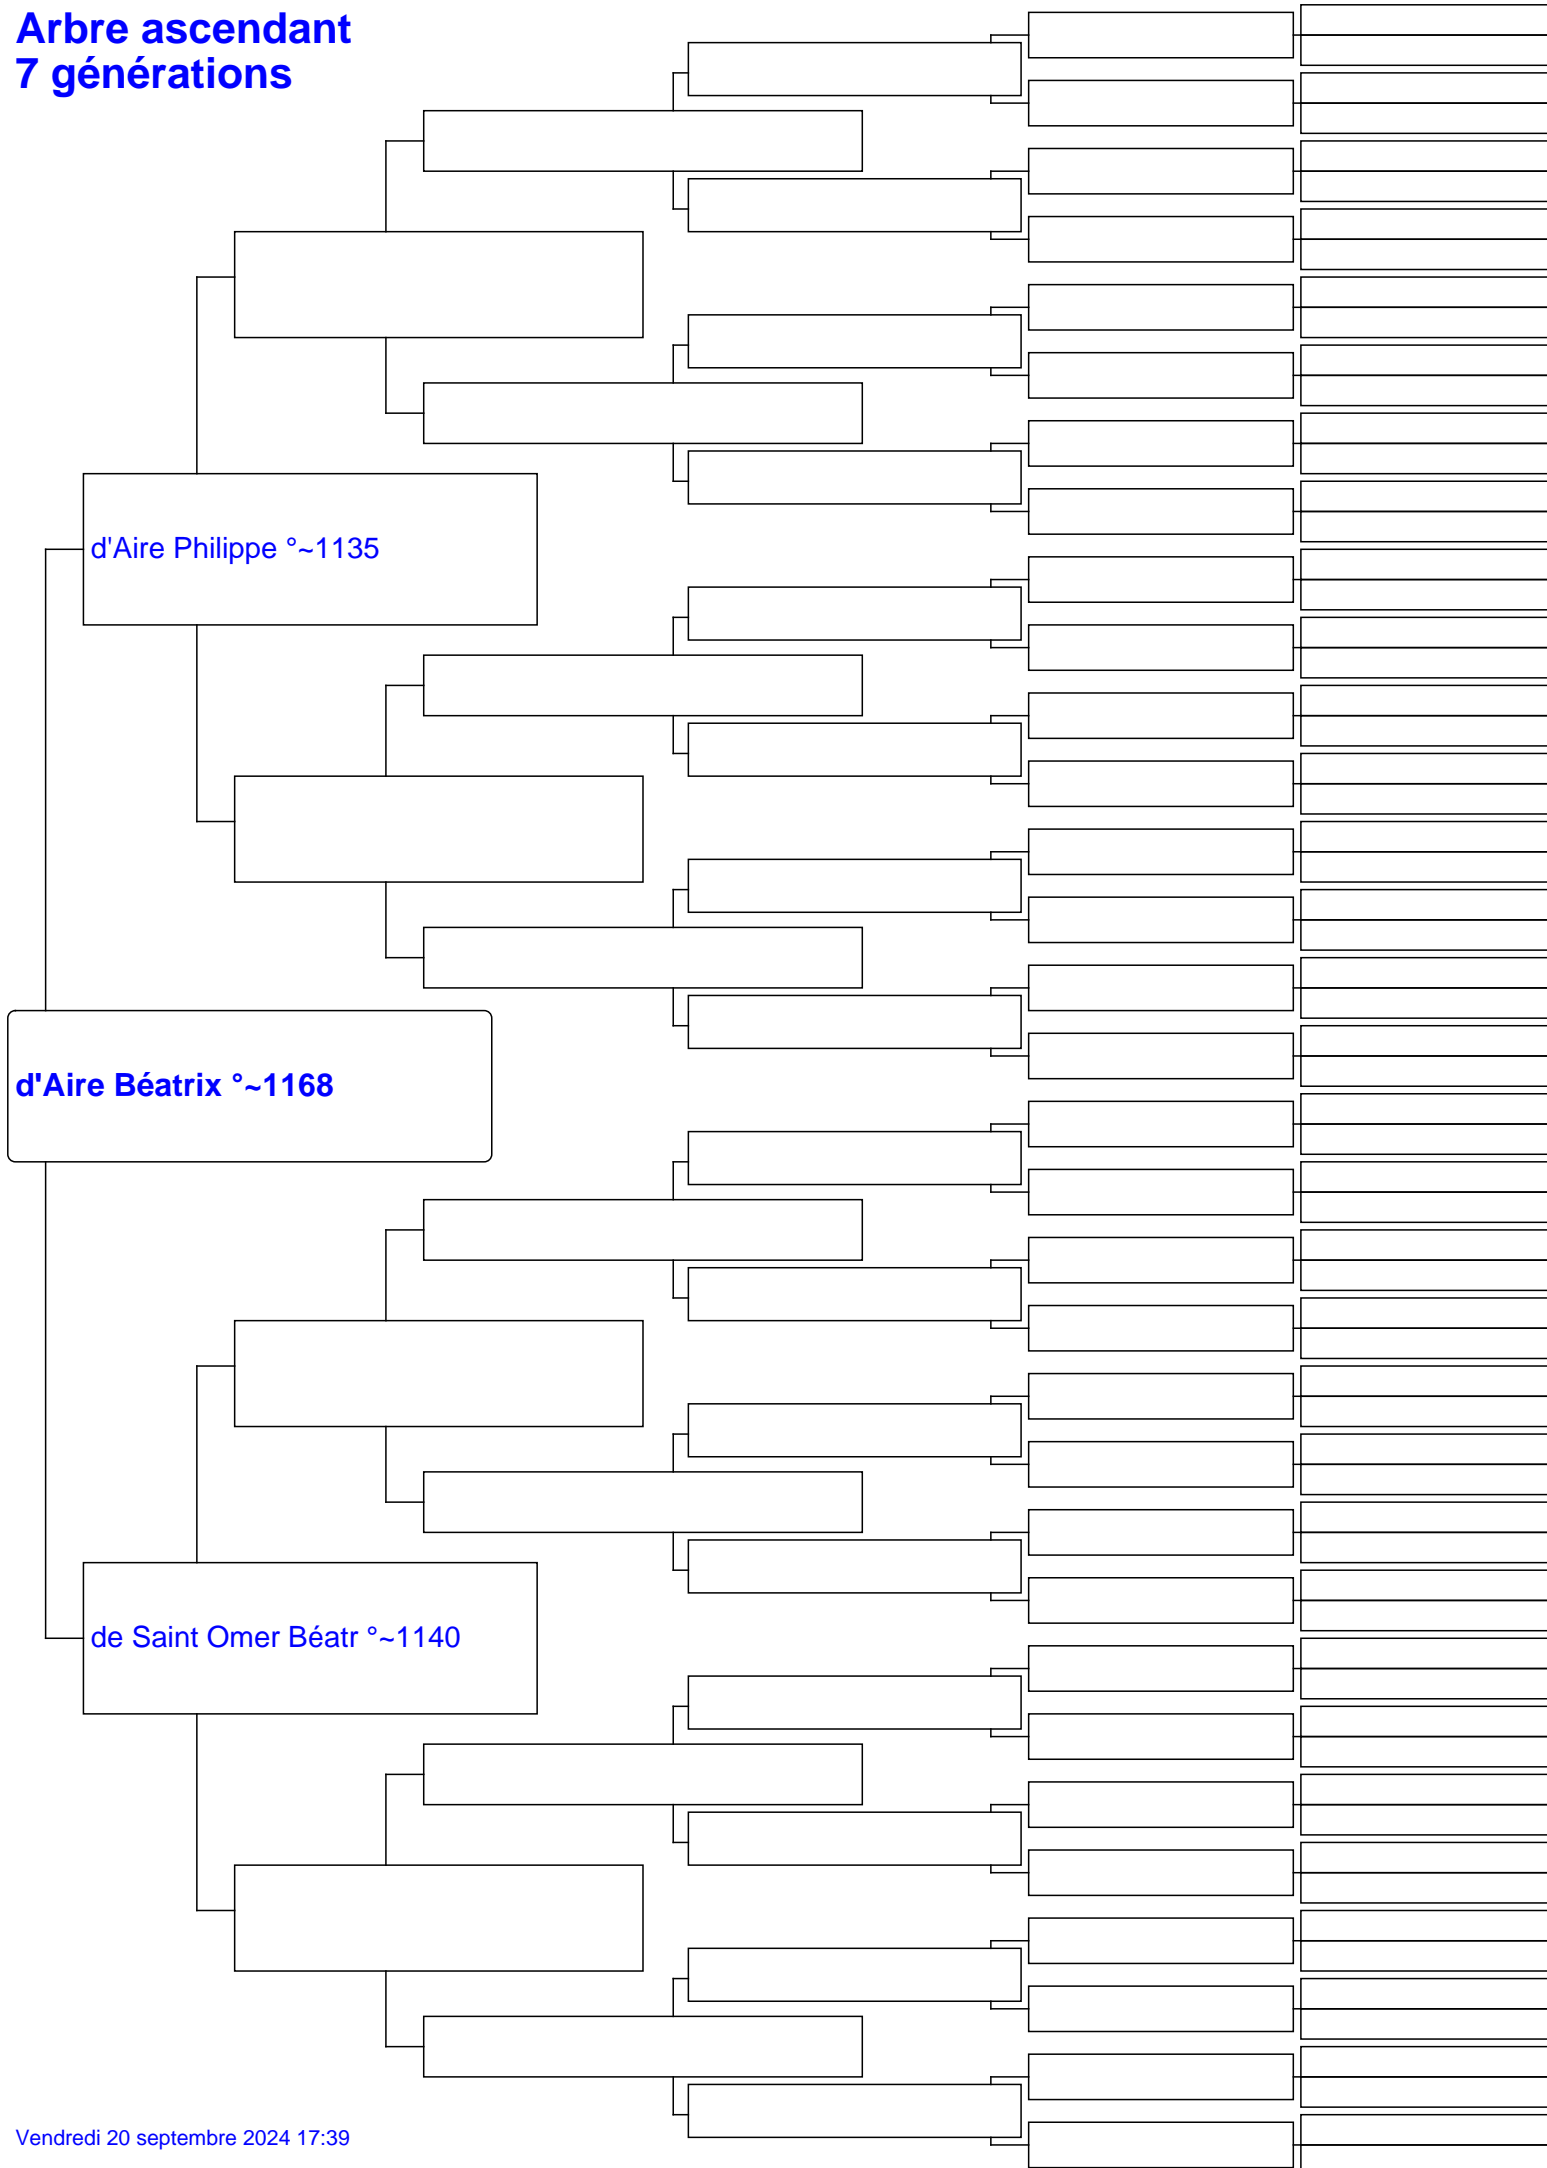 Arbre ascendant
7 générations
d'Aire Philippe °~1135
d'Aire Béatrix °~1168
de Saint Omer Béatr °~1140
Vendredi 20 septembre 2024 17:39